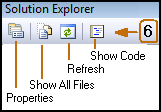 Solution Explorer
6
Show Code
Refresh
Show All Files
Properties